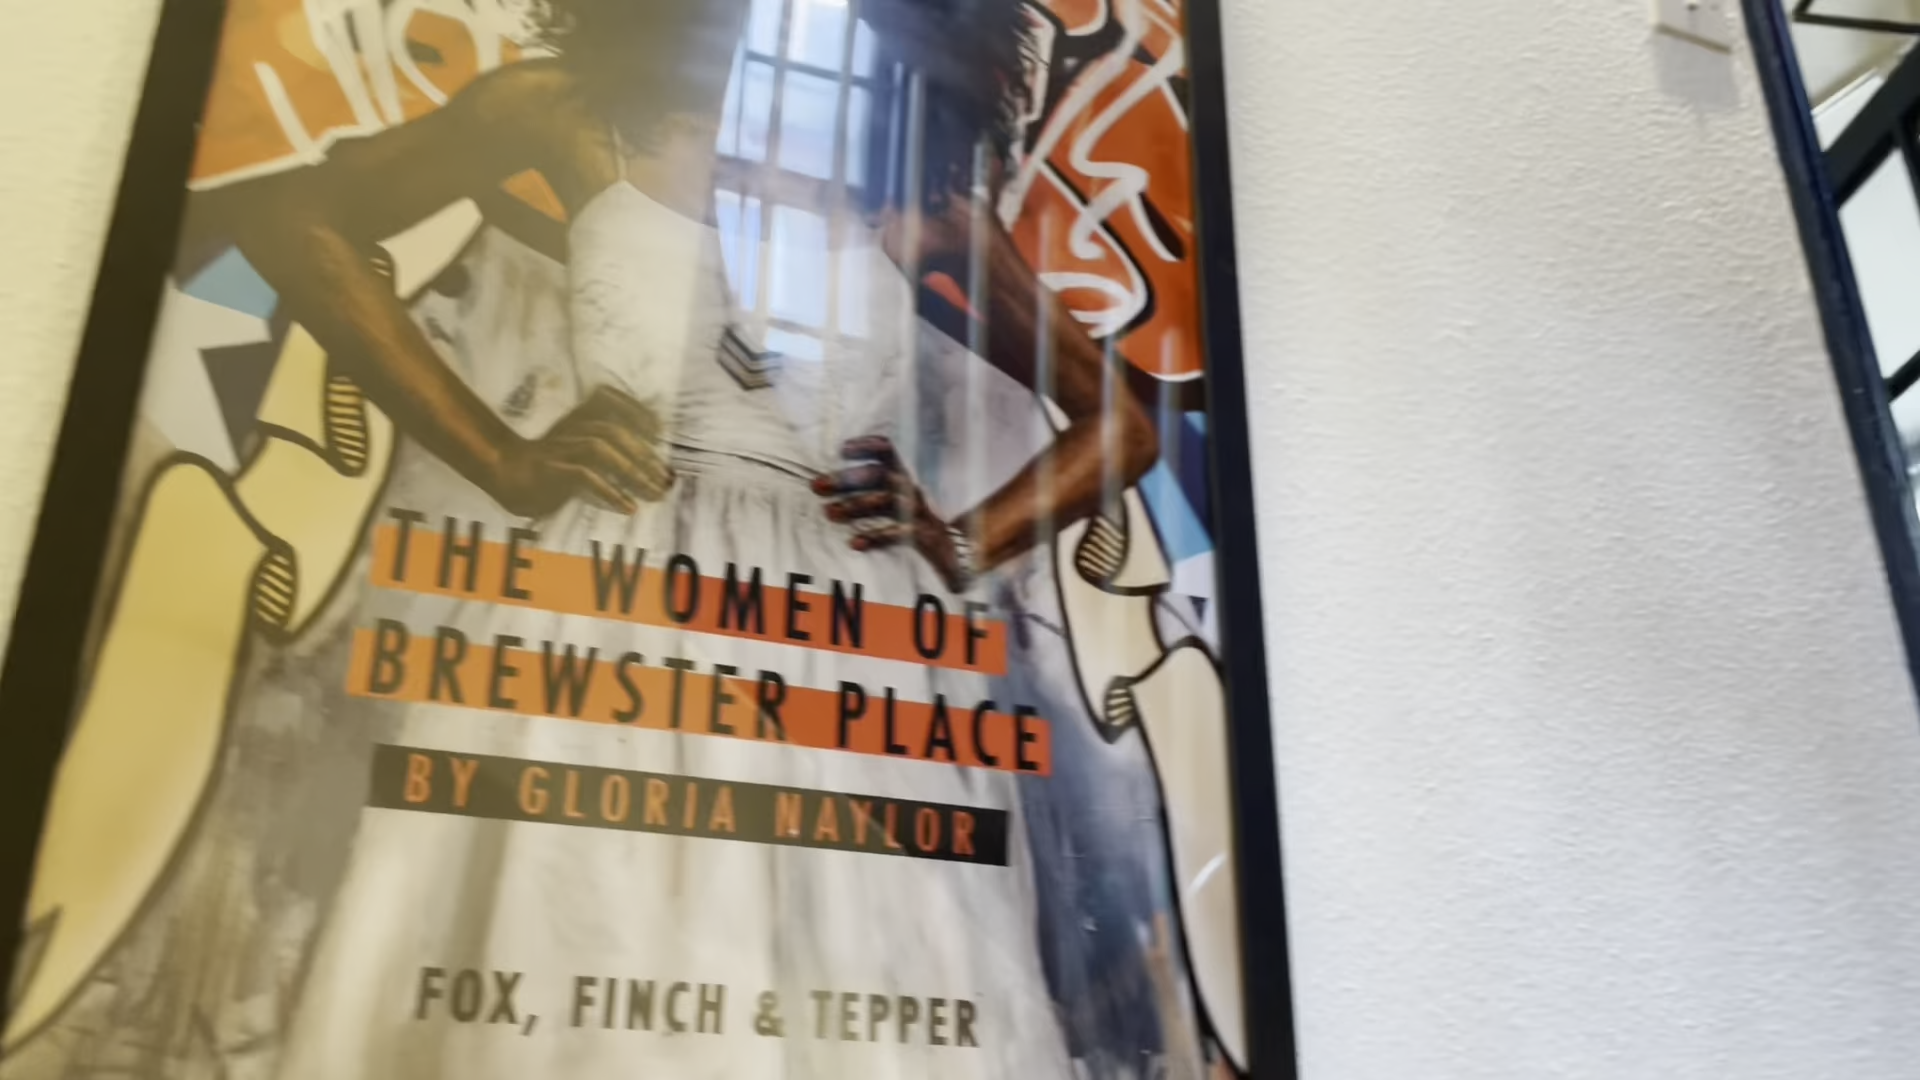 THE WOMEN OF
BREWSTER PLACE
BY GLORIA NAYLOR
FOX, FINCH & TEPPER